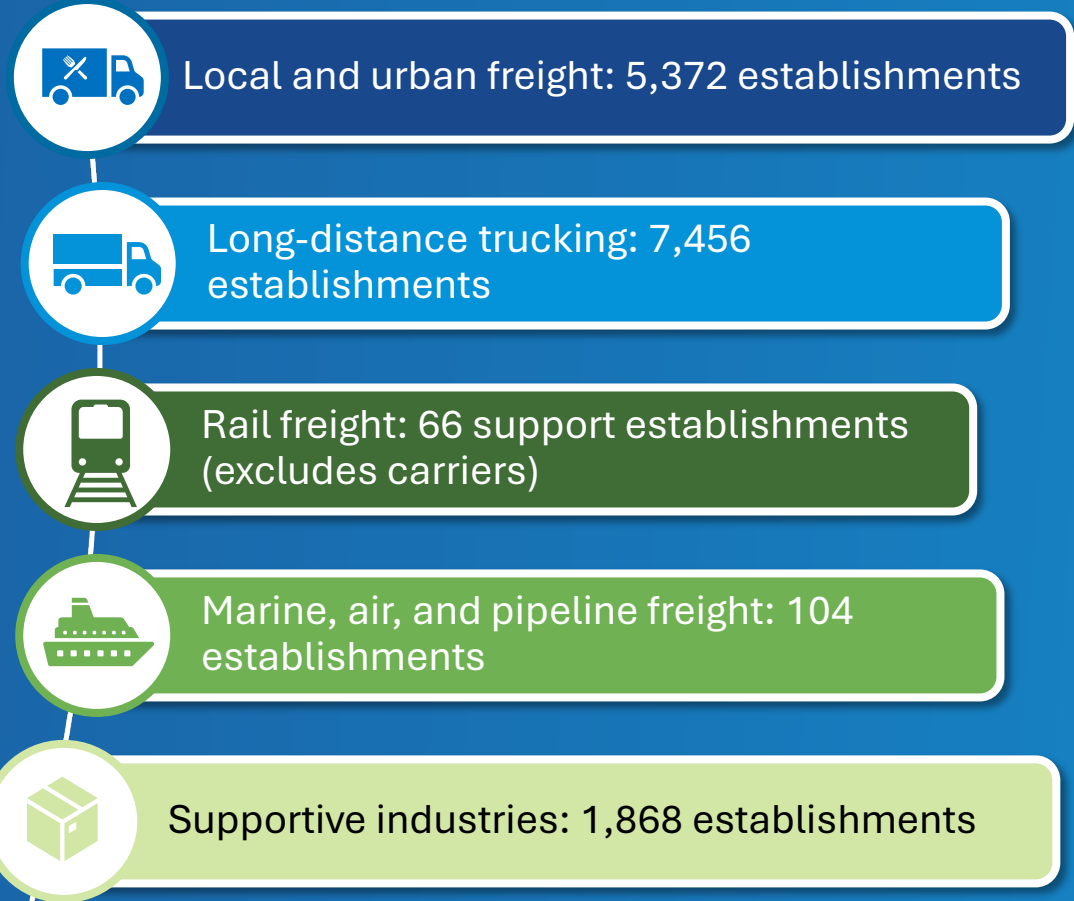 Local and urban freight: 5,372 establishments
Long-distance trucking: 7,456
establishments
Rail freight: 66 support establishments
(excludes carriers)
Marine, air, and pipeline freight: 104
establishments
Supportive industries: 1,868 establishments